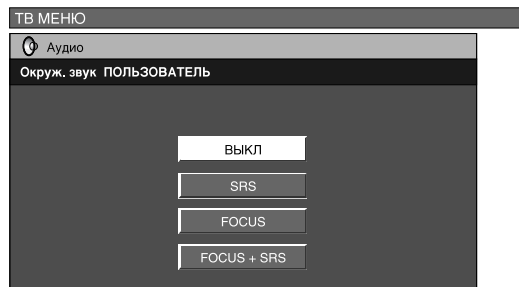 ТВ МЕНЮ
Аудио
Окруж. звук ПОЛЬЗОВАТЕЛЬ
ВЫКЛ
SRS
FOCUS
FOCUS + SRS